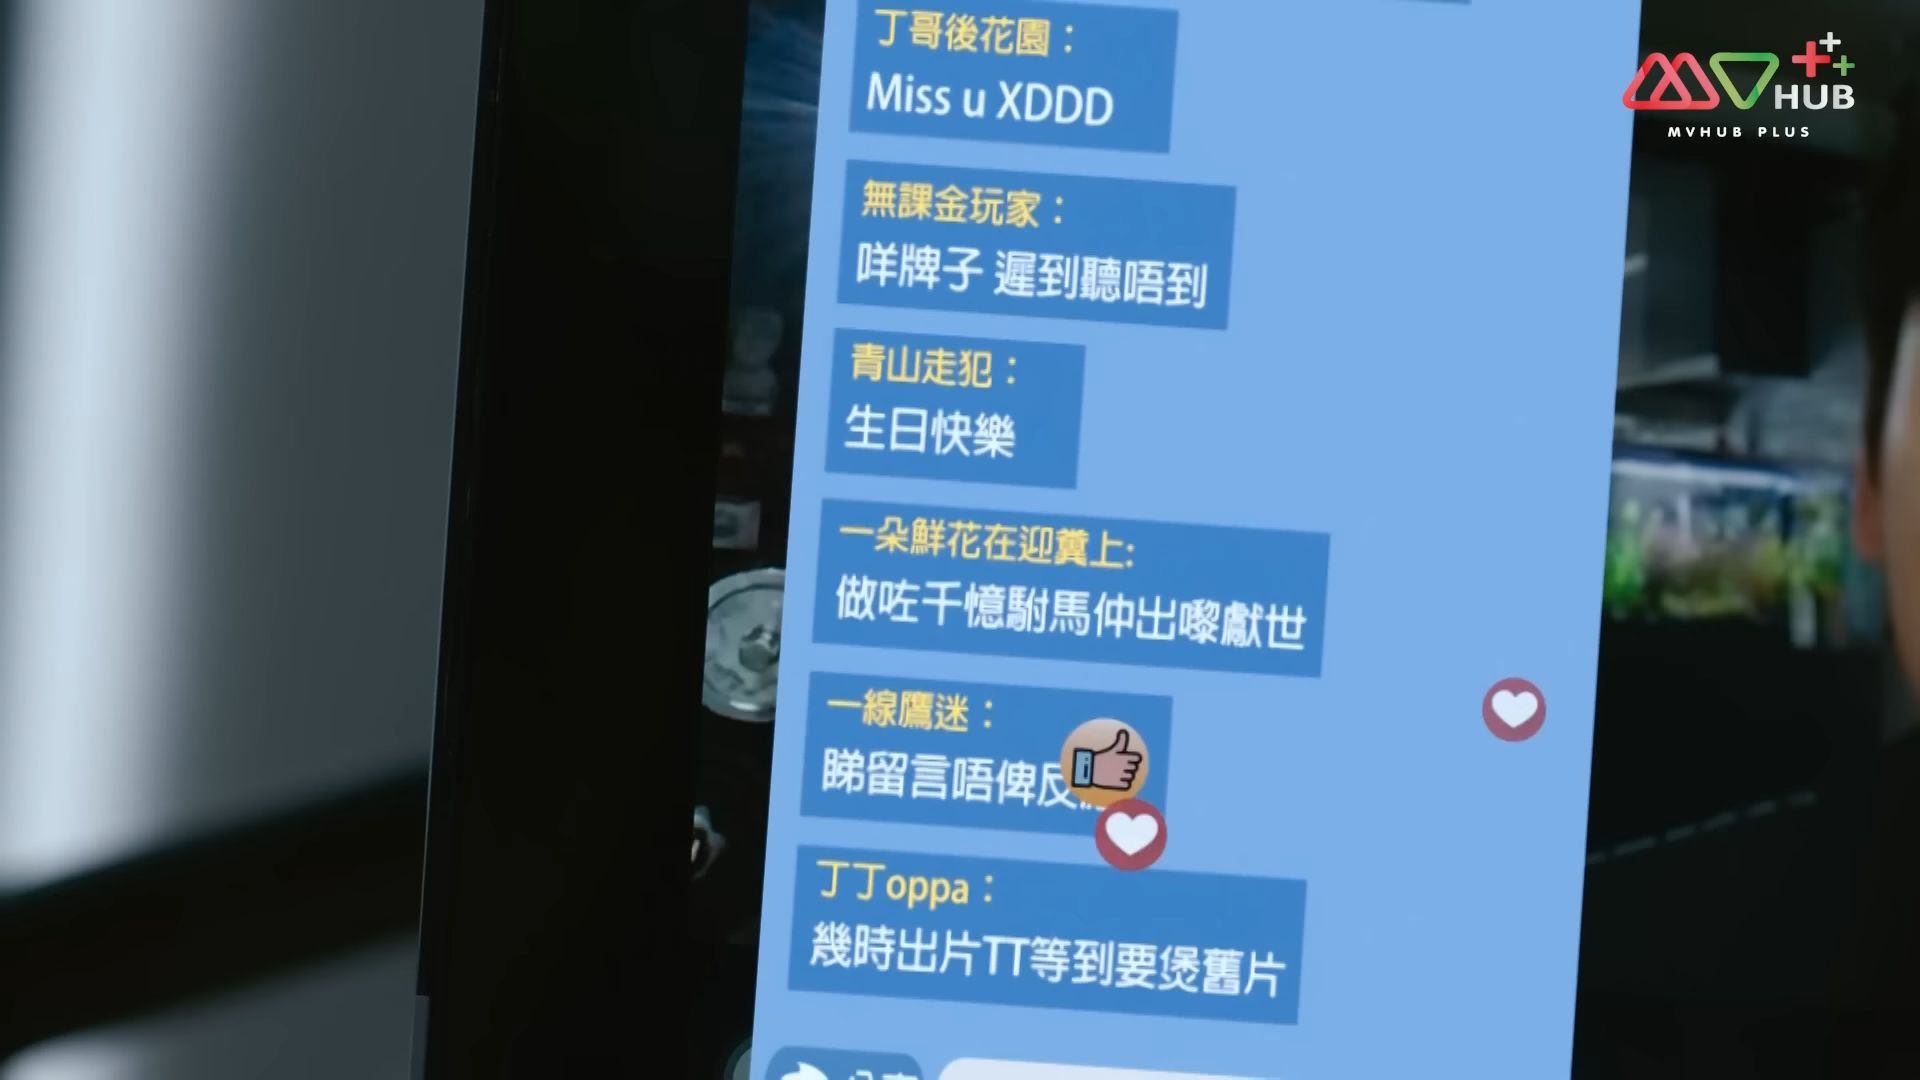 丁哥後花園：
Miss u XDDD
無課金玩家：
咩牌子 遲到聽唔到
青山走犯：
生日快樂
一朵鮮花在迎糞上:
做咗千憶駙馬仲出嚟獻世
一線鷹迷：
睇留言唔俾反
丁丁oppa：
幾時出片TT等到要煲舊片
HUB
MVHUB PLUS